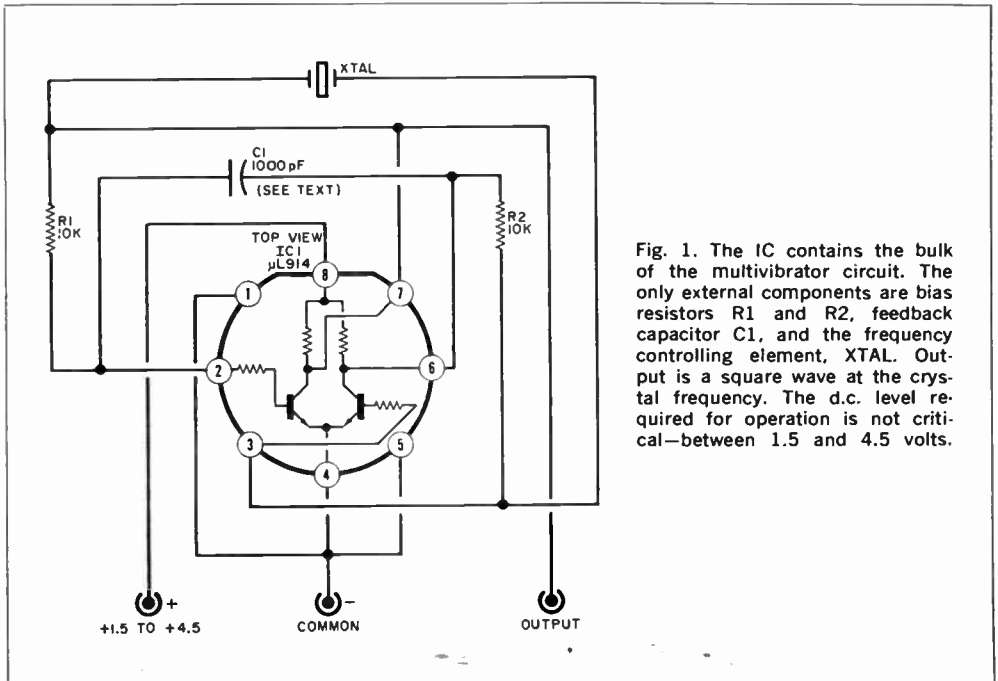 XTAL
C1
1000pF
(SEE TEXT)
R1
10K
R2
10K
TOP VIEW
IC1
µL914
8
1
7
2
6
3
5
4
+
+1.5 TO +4.5
−
COMMON
OUTPUT
Fig. 1. The IC contains the bulk
of the multivibrator circuit. The
only external components are bias
resistors R1 and R2, feedback
capacitor C1, and the frequency
controlling element, XTAL. Out-
put is a square wave at the crys-
tal frequency. The d.c. level re-
quired for operation is not criti-
cal—between 1.5 and 4.5 volts.